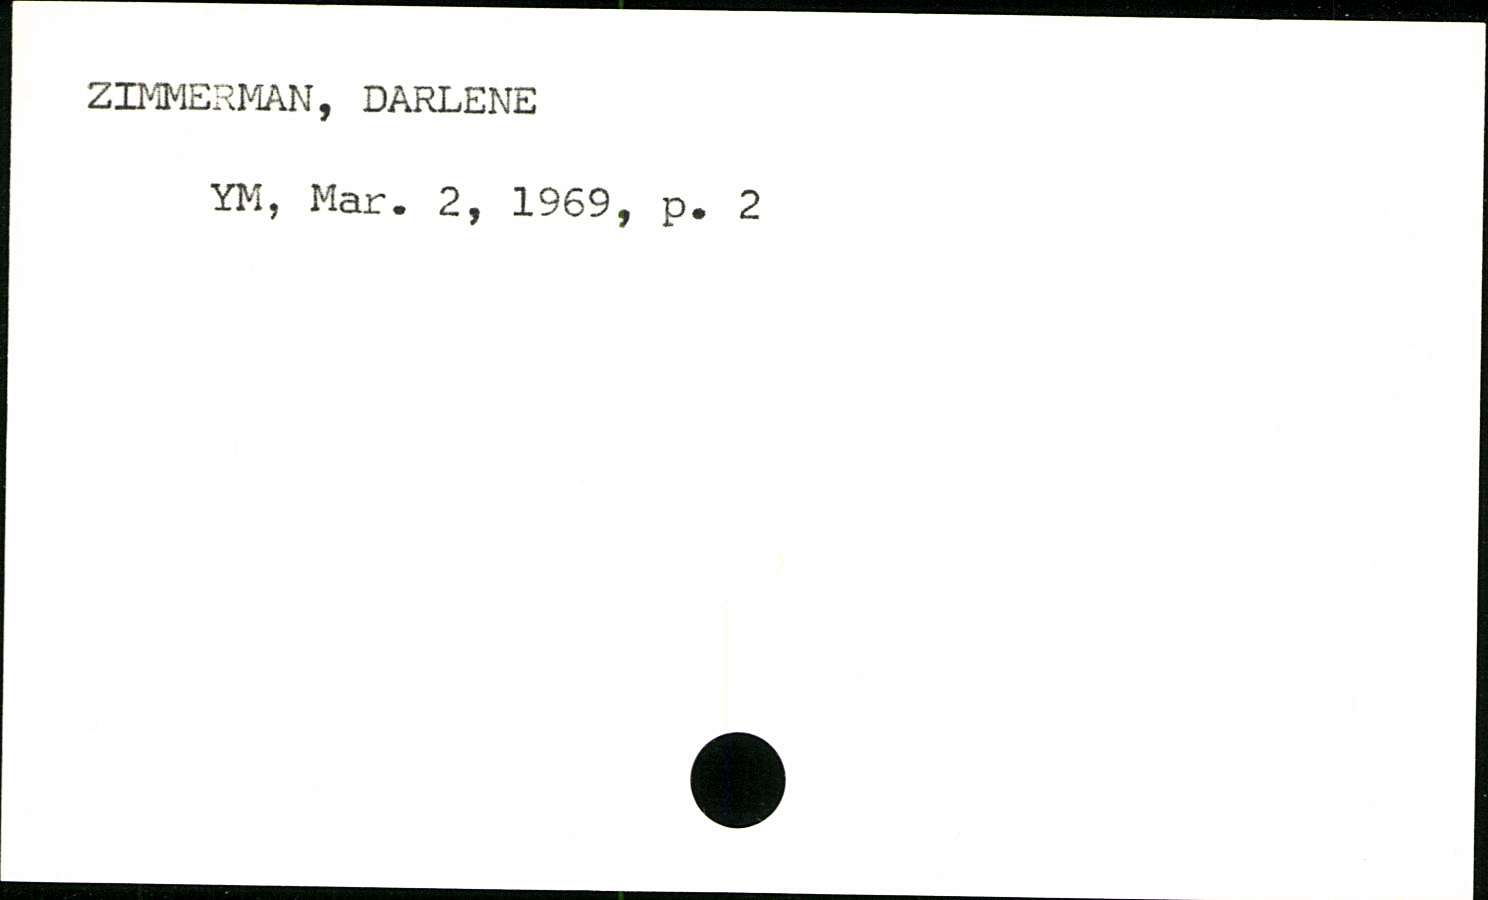 ZIMMERMAN, DARLENE
YM, Mar. 2, 1969, p. 2